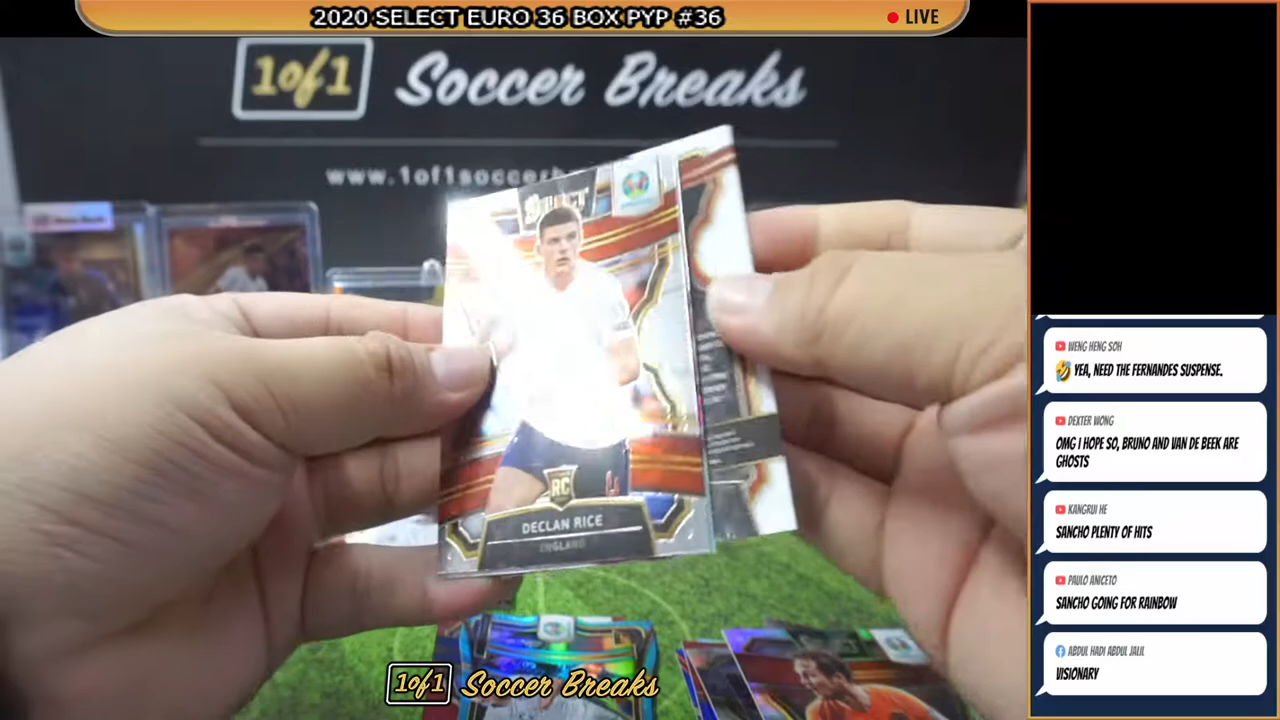 2020 SELECT EURO 36 BOX PYP #36
LIVE
1of1 Soccer Breaks
SELECT
RC
DECLAN RICE
ENGLAND
1of1 Soccer Breaks
WENG HENG SOH
🤣 YEA, NEED THE FERNANDES SUSPENSE.
DEXTER WONG
OMG I HOPE SO, BRUNO AND VAN DE BEEK ARE
GHOSTS
KANGRUI HE
SANCHO PLENTY OF HITS
PAULO ANICETO
SANCHO GOING FOR RAINBOW
ABDUL HADI ABDUL JALIL
VISIONARY